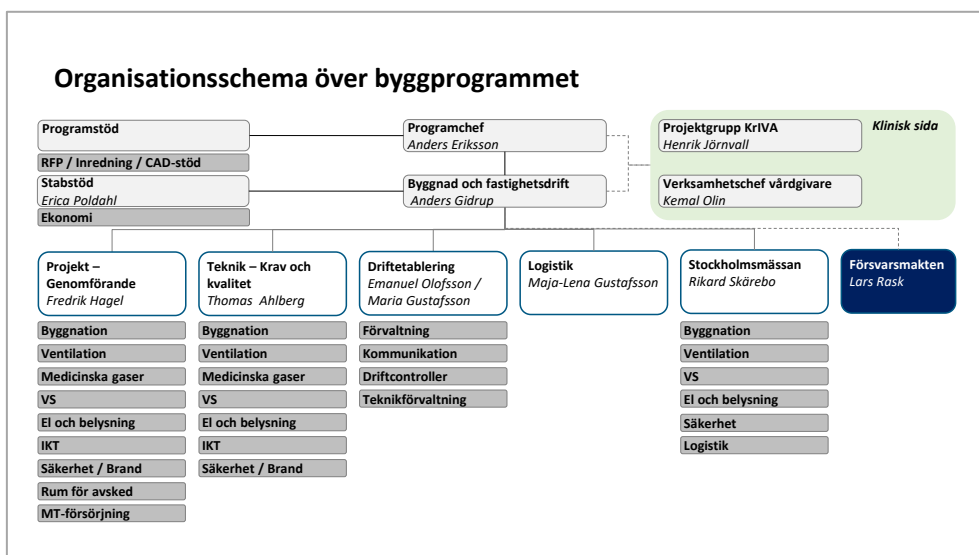 Organisationsschema över byggprogrammet
Programstöd
RFP / Inredning / CAD-stöd
Stabstöd
Erica Poldahl
Ekonomi
Programchef
Anders Eriksson
Byggnad och fastighetsdrift
Anders Gidrup
Klinisk sida
Projektgrupp KrIVA
Henrik Jörnvall
Verksamhetschef vårdgivare
Kemal Olin
Projekt –
Genomförande
Fredrik Hagel
Byggnation
Ventilation
Medicinska gaser
VS
El och belysning
IKT
Säkerhet / Brand
Rum för avsked
MT-försörjning
Teknik – Krav och
kvalitet
Thomas Ahlberg
Byggnation
Ventilation
Medicinska gaser
VS
El och belysning
IKT
Säkerhet / Brand
Driftetablering
Emanuel Olofsson /
Maria Gustafsson
Förvaltning
Kommunikation
Driftcontroller
Teknikförvaltning
Logistik
Maja-Lena Gustafsson
Stockholmsmässan
Rikard Skärebo
Byggnation
Ventilation
VS
El och belysning
Säkerhet
Logistik
Försvarsmakten
Lars Rask